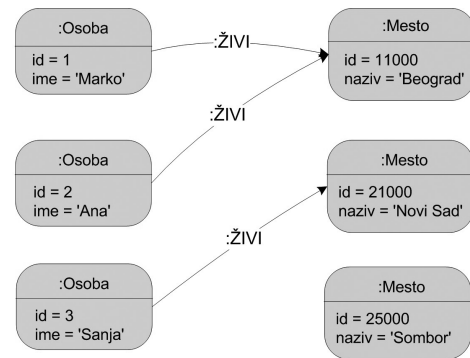 :Osoba
id = 1
ime = 'Marko'
:ŽIVI
:Mesto
id = 11000
naziv = 'Beograd'
:ŽIVI
:Osoba
id = 2
ime = 'Ana'
:Mesto
id = 21000
naziv = 'Novi Sad'
:ŽIVI
:Osoba
id = 3
ime = 'Sanja'
:Mesto
id = 25000
naziv = 'Sombor'